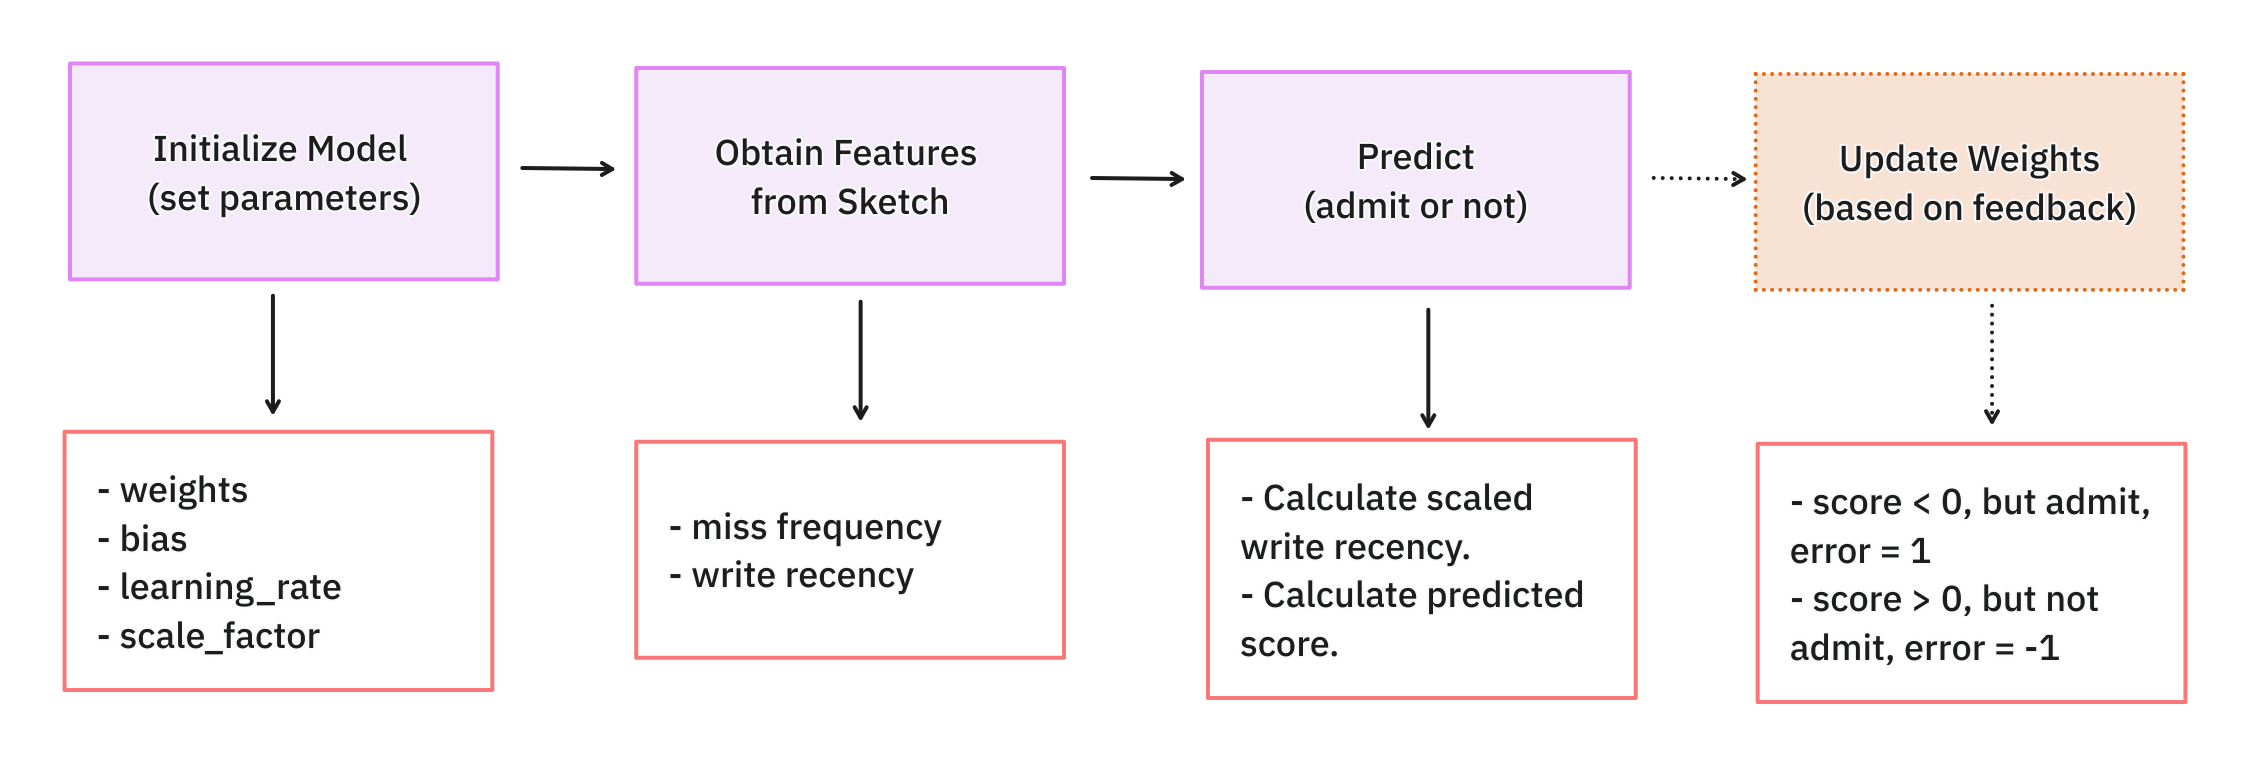 Initialize Model
(set parameters)
Obtain Features
from Sketch
Predict
(admit or not)
Update Weights
(based on feedback)
- weights
- bias
- learning_rate
- scale_factor
- miss frequency
- write recency
- Calculate scaled
write recency.
- Calculate predicted
score.
- score < 0, but admit,
error = 1
- score > 0, but not
admit, error = -1